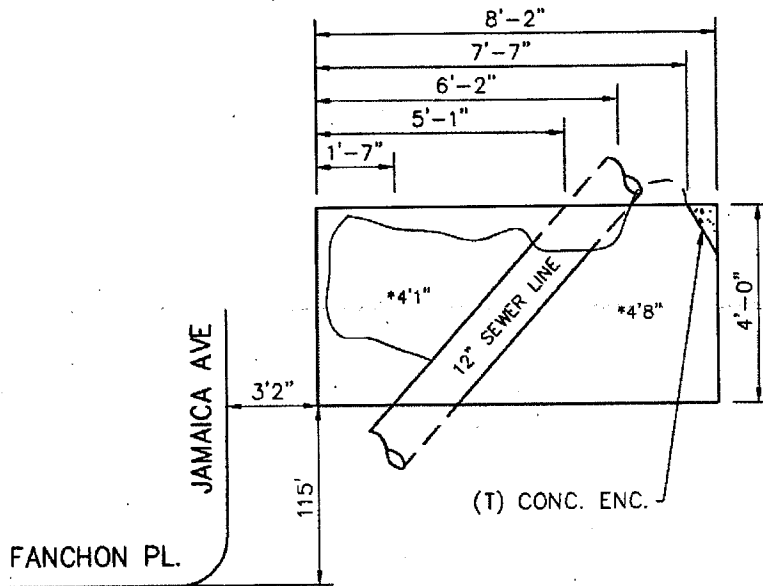 8'-2"
7'-7"
6'-2"
5'-1"
1'-7"
*4'1"
12" SEWER LINE
*4'8"
4'-0"
JAMAICA AVE
3'2"
115'
(T) CONC. ENC.
FANCHON PL.